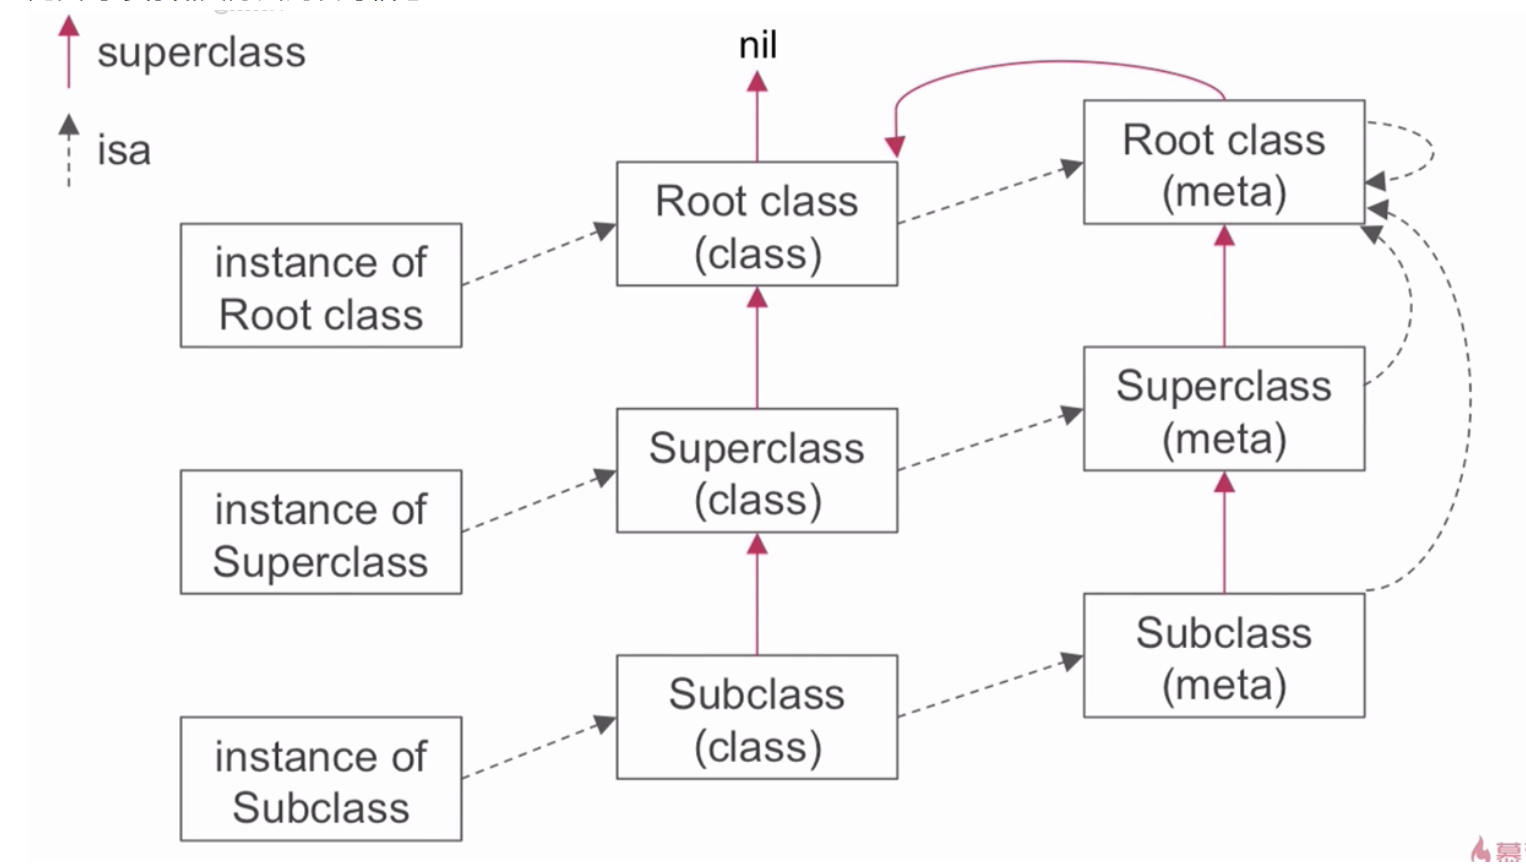 superclass
isa
nil
Root class
(meta)
Root class
(class)
instance of
Root class
Superclass
(meta)
Superclass
(class)
instance of
Superclass
Subclass
(meta)
Subclass
(class)
instance of
Subclass
慕